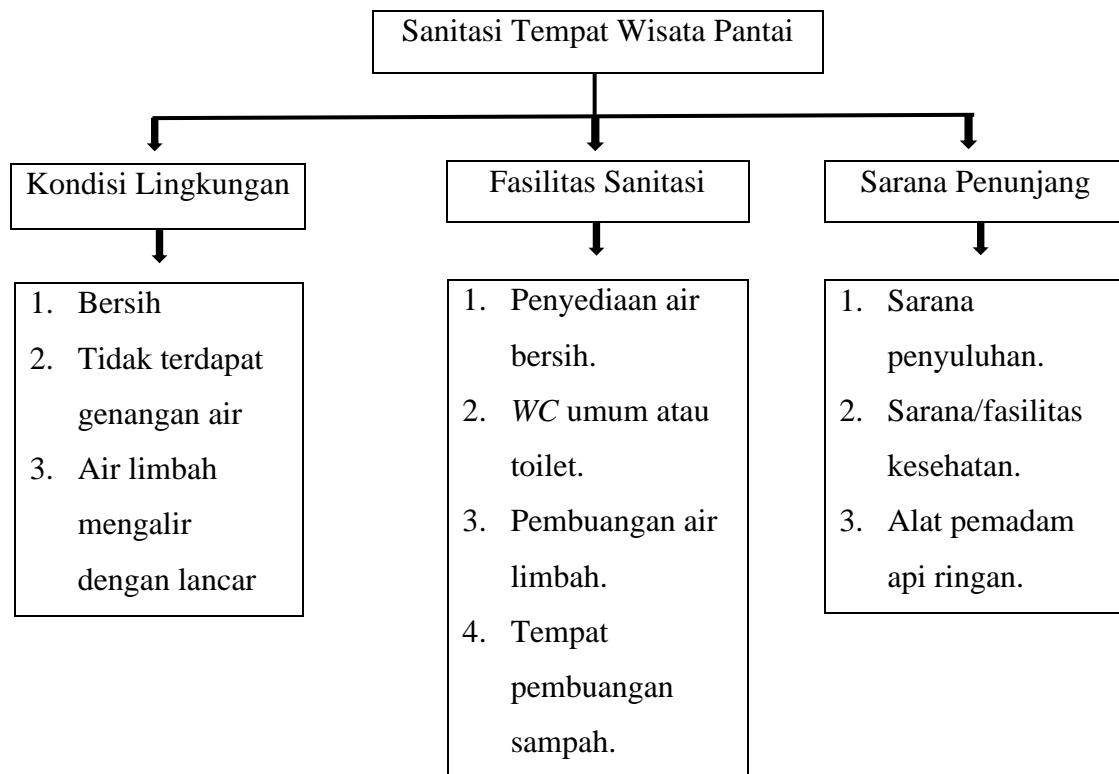 Sanitasi Tempat Wisata Pantai
Kondisi Lingkungan
1. Bersih
2. Tidak terdapat
genangan air
3. Air limbah
mengalir
dengan lancar
Fasilitas Sanitasi
1. Penyediaan air
bersih.
2. WC umum atau
toilet.
3. Pembuangan air
limbah.
4. Tempat
pembuangan
sampah.
Sarana Penunjang
1. Sarana
penyuluhan.
2. Sarana/fasilitas
kesehatan.
3. Alat pemadam
api ringan.